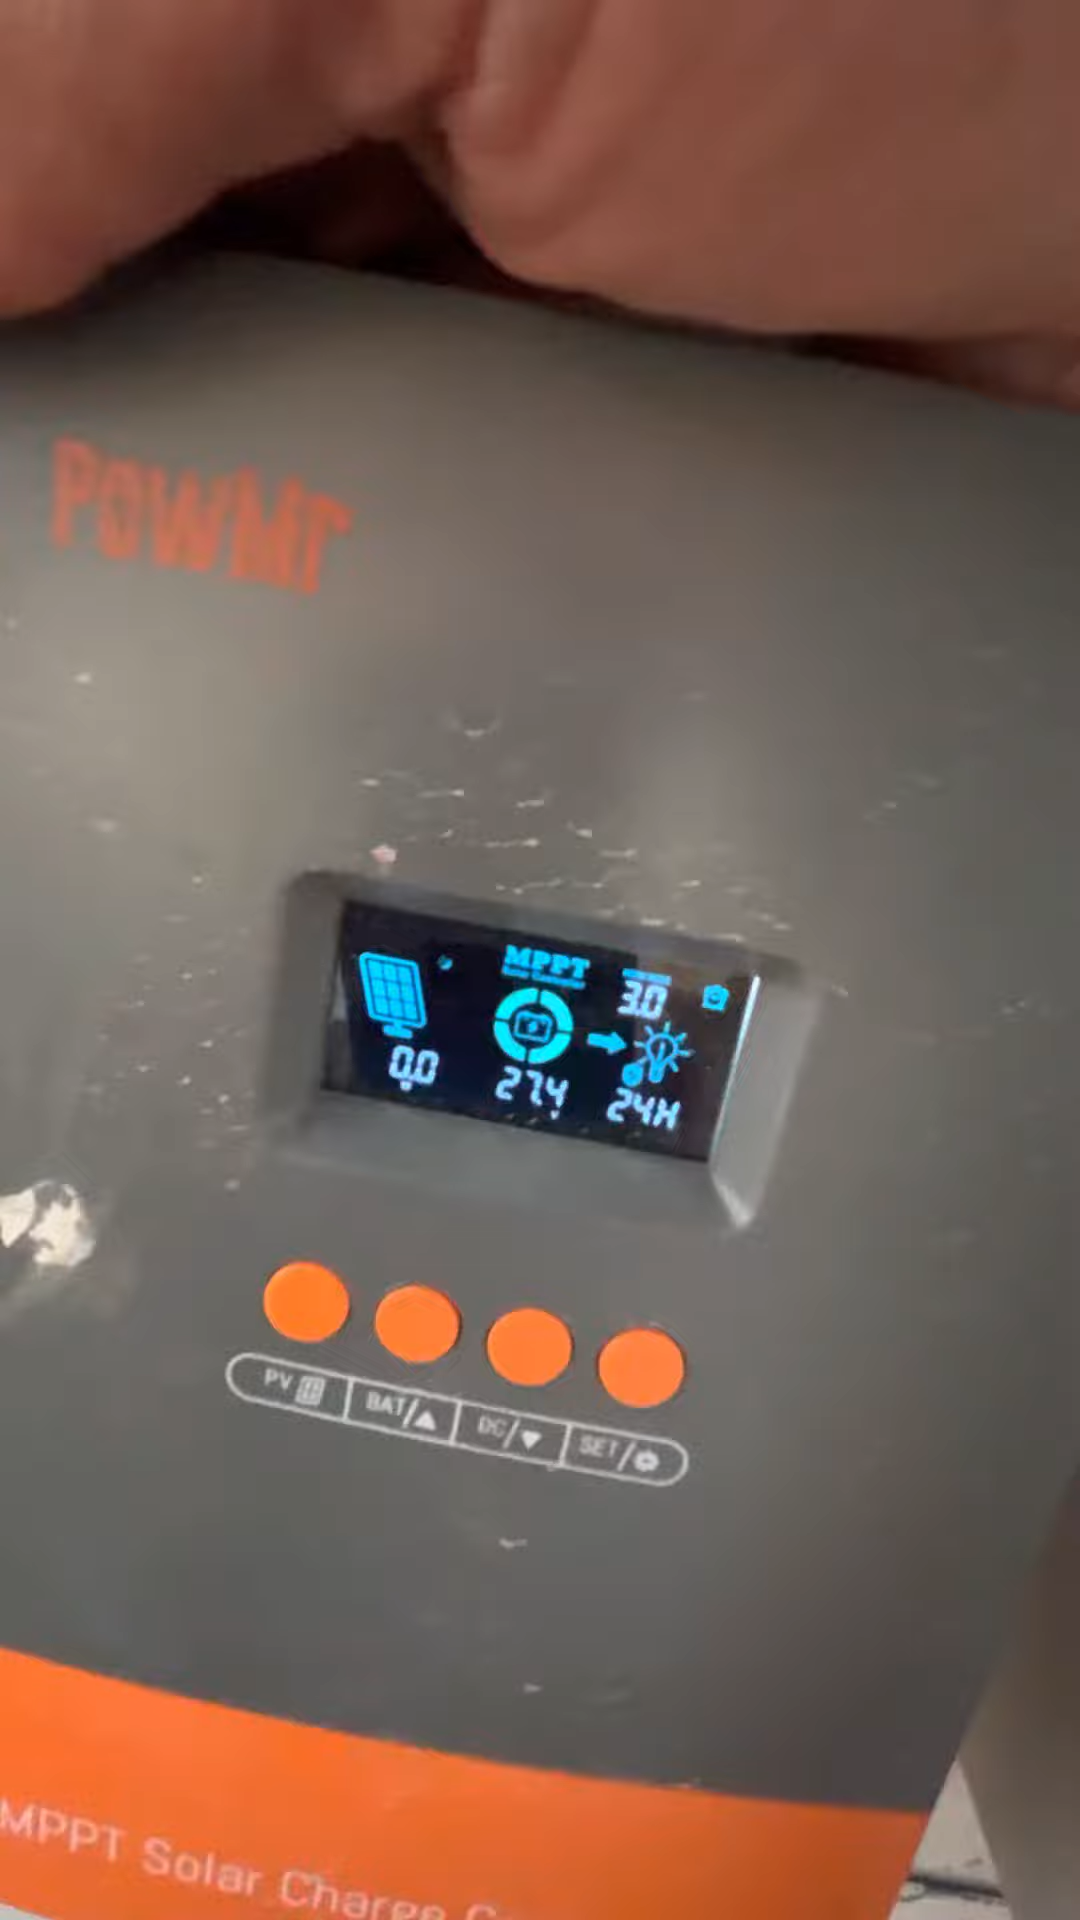 POWMr
MPPT
3.0
0.0
27.4
24H
PV
BAT/▲
DC/▼
SET/
MPPT Solar Charge